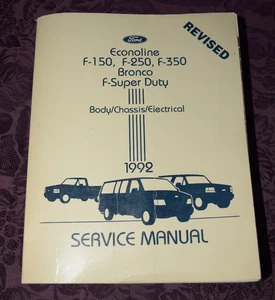 Ford
REVISED
Econoline
F-150, F-250, F-350
Bronco
F-Super Duty
Body/Chassis/Electrical
1992
SERVICE MANUAL